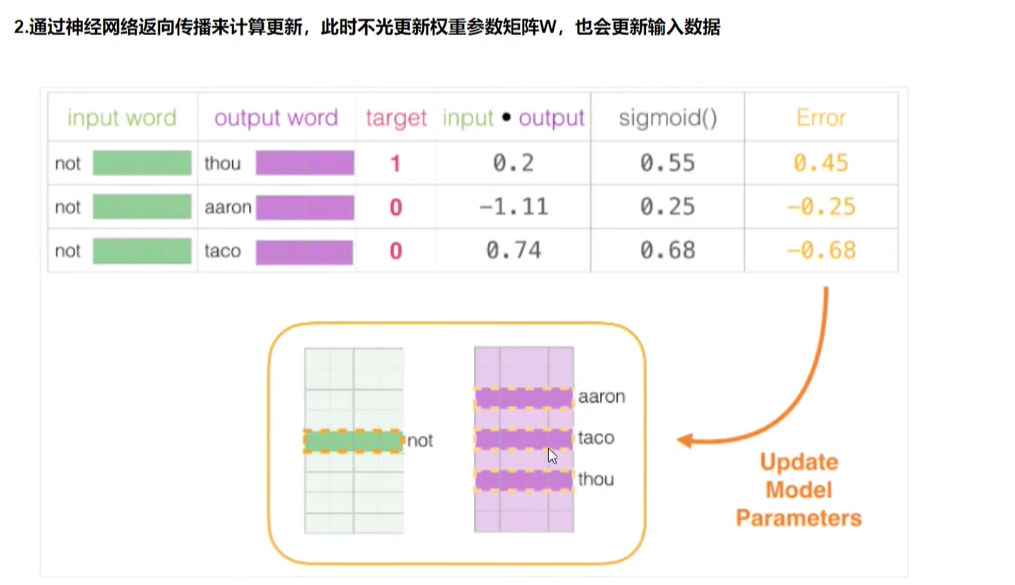 2.通过神经网络返向传播来计算更新，此时不光更新权重参数矩阵W，也会更新输入数据
input word output word target input • output sigmoid() Error
not thou 1 0.2 0.55 0.45
not aaron 0 -1.11 0.25 -0.25
not taco 0 0.74 0.68 -0.68
aaron
not taco
thou
Update
Model
Parameters